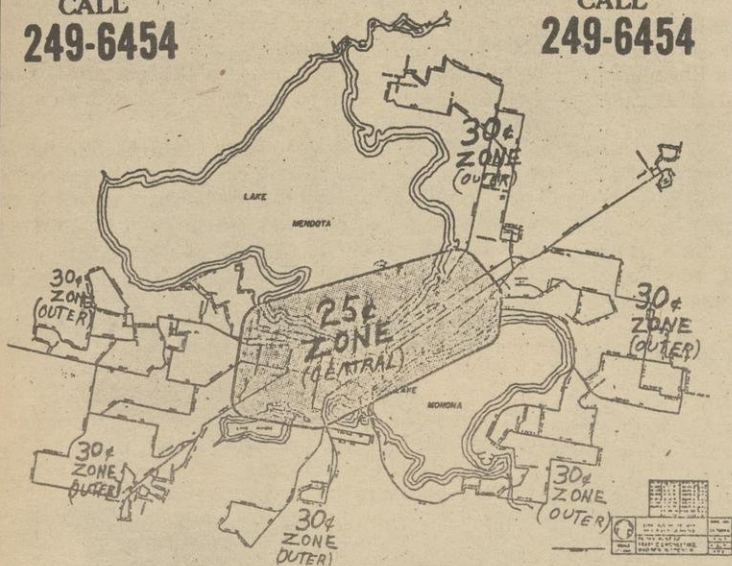 CALL
249-6454
CALL
249-6454
30¢
ZONE
(OUTER)
LAKE
MENDOTA
30¢
ZONE
(OUTER)
25¢
ZONE
(CENTRAL)
30¢
ZONE
(OUTER)
LAKE
MONONA
30¢
ZONE
OUTER)
30¢
ZONE
(OUTER)
30¢
ZONE
(OUTER)